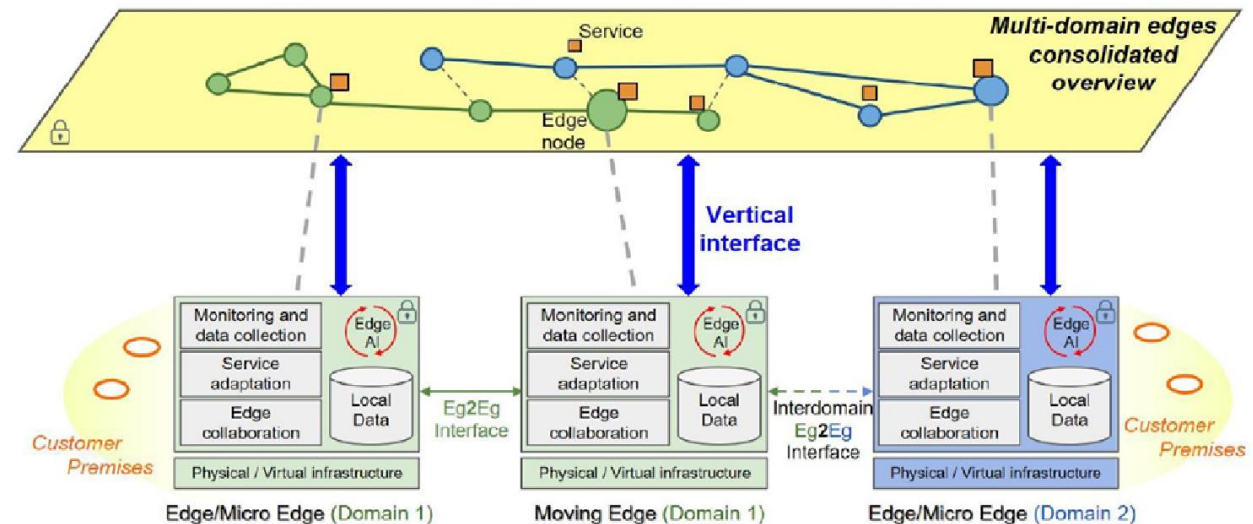 Multi-domain edges
consolidated
overview
Service
Edge
node
Vertical
interface
Monitoring and
data collection
Edge
AI
Service
adaptation
Edge
collaboration
Local
Data
Physical / Virtual infrastructure
Edge/Micro Edge (Domain 1)
Customer
Premises
Eg2Eg
Interface
Monitoring and
data collection
Edge
AI
Service
adaptation
Edge
collaboration
Local
Data
Physical / Virtual infrastructure
Moving Edge (Domain 1)
Interdomain
Eg2Eg
Interface
Monitoring and
data collection
Edge
AI
Service
adaptation
Edge
collaboration
Local
Data
Physical / Virtual infrastructure
Edge/Micro Edge (Domain 2)
Customer
Premises